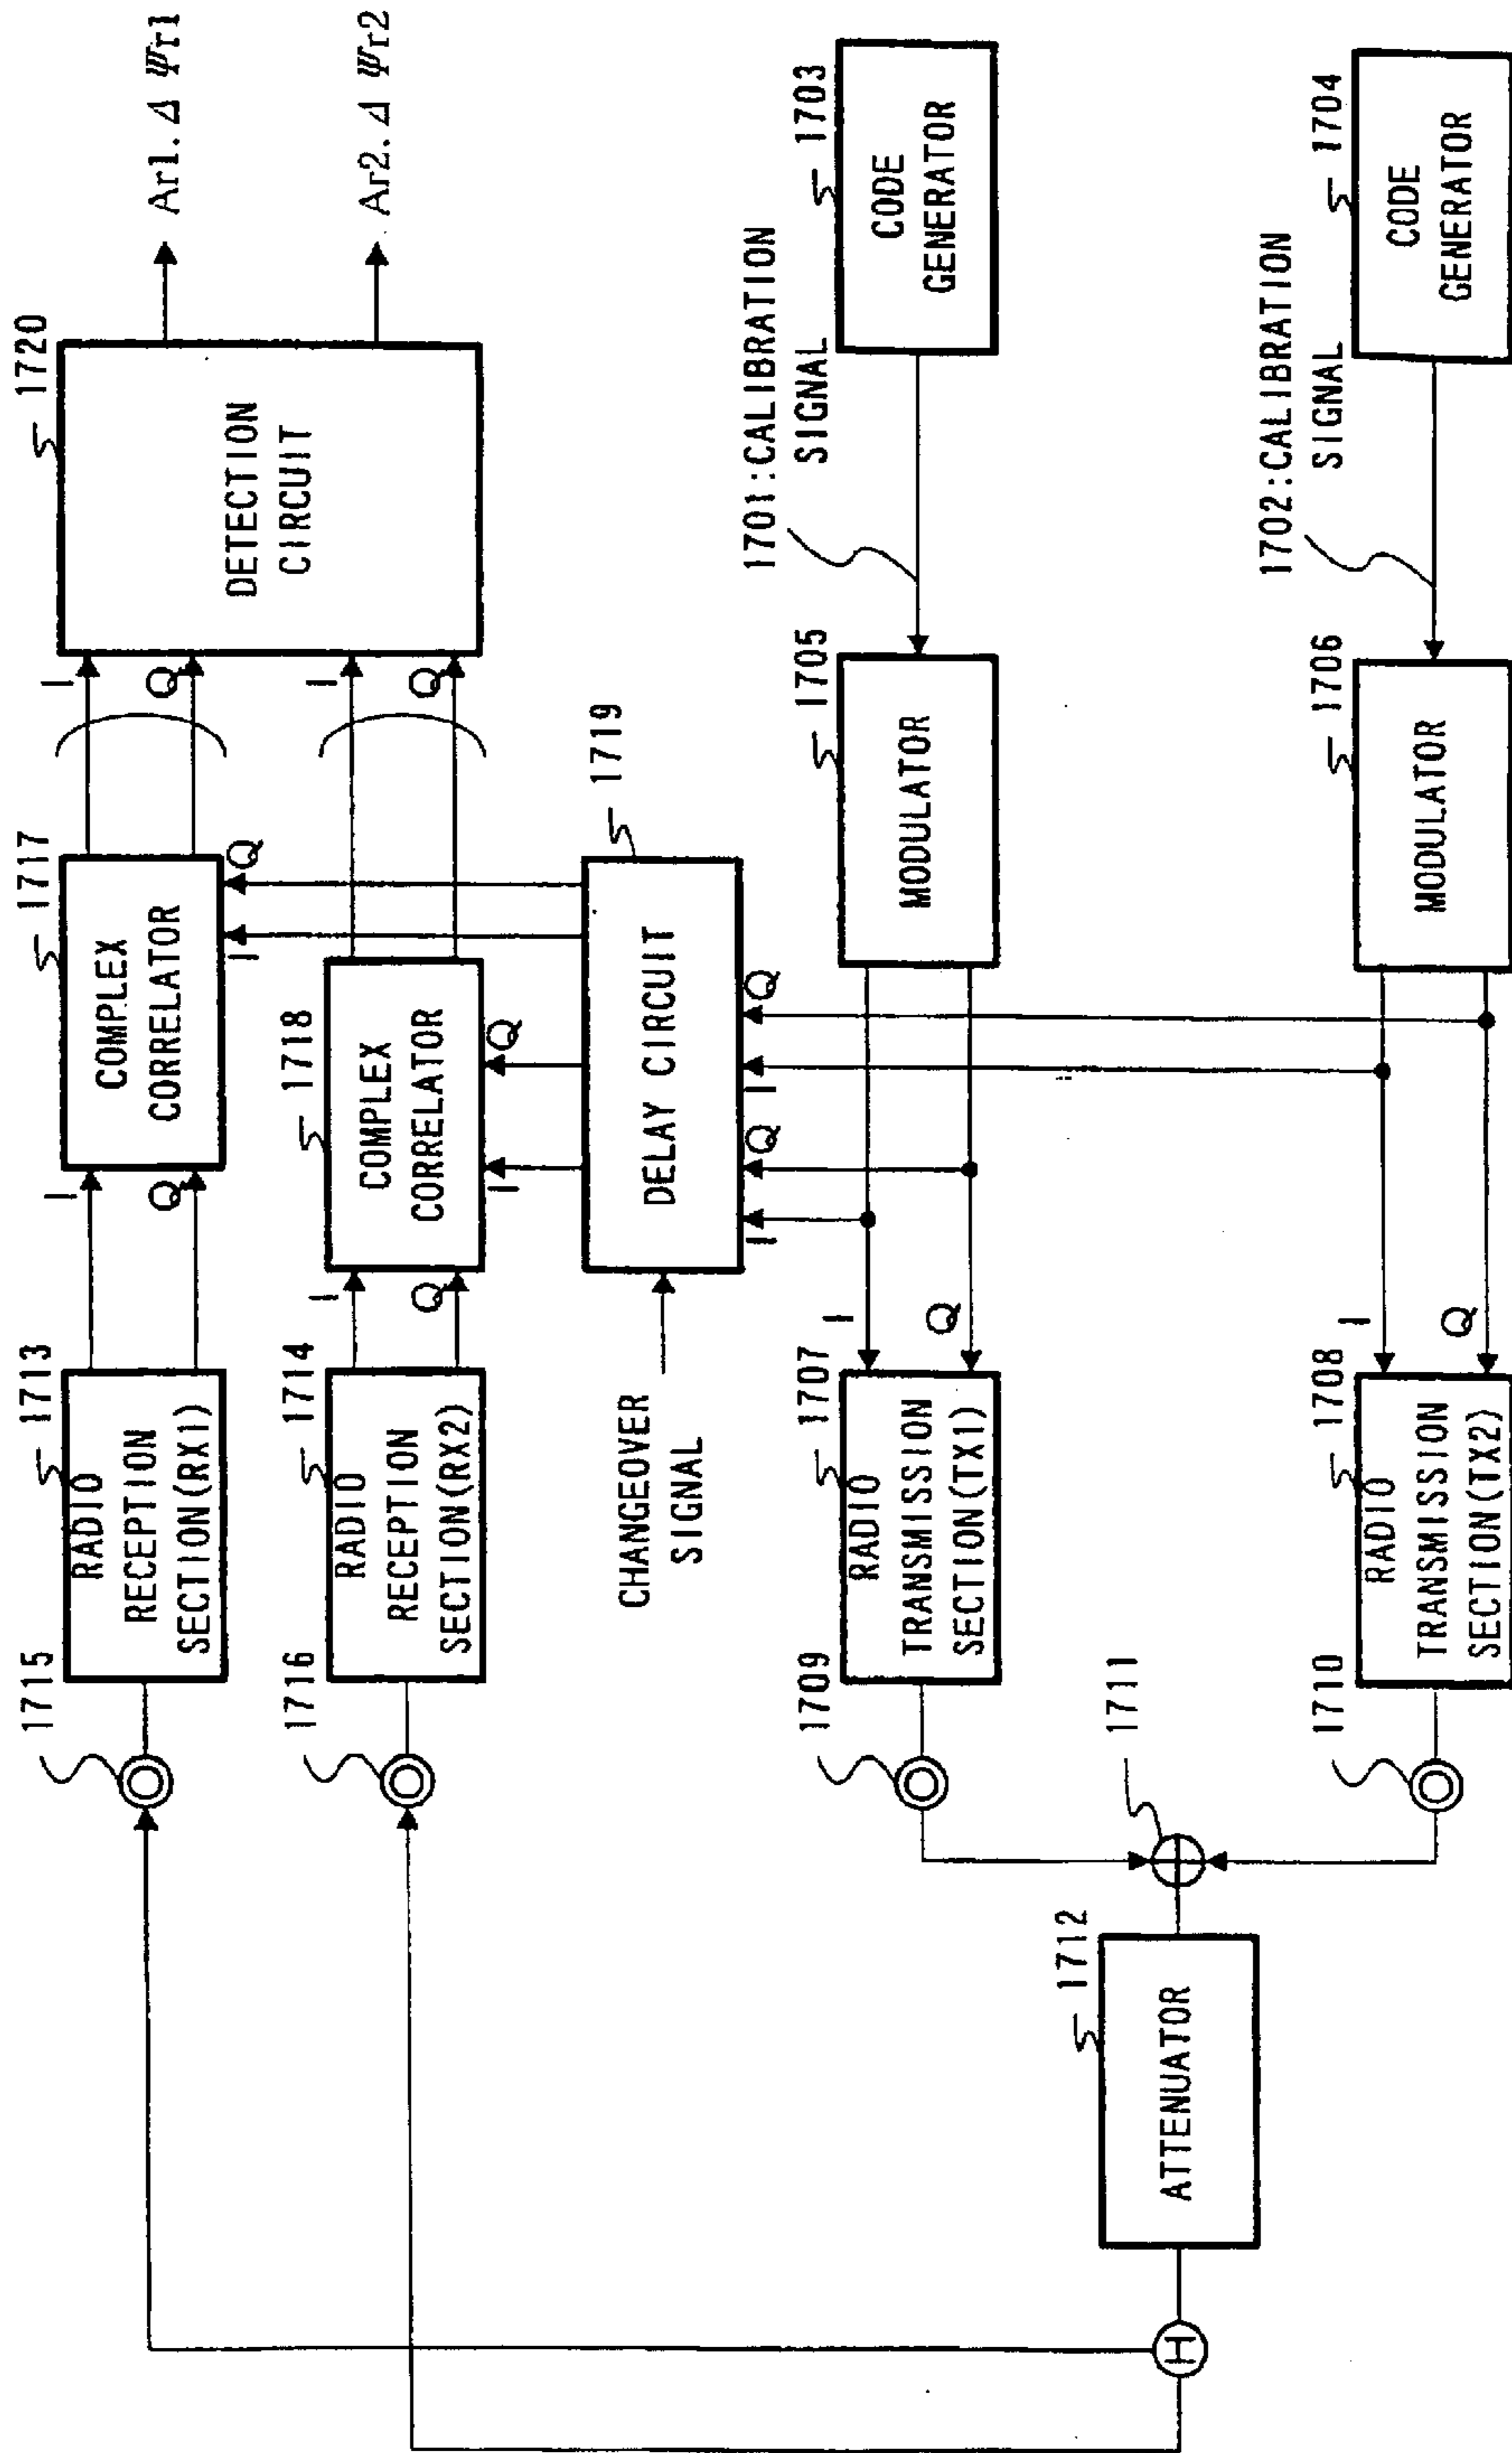 1715
1713
RADIO
RECEPTION
SECTION(RX1)
I
Q
1717
COMPLEX
CORRELATOR
I
Q
I
Q
1720
DETECTION
CIRCUIT
Ar1.Δ Ψr1
Ar2.Δ Ψr2
1716
1714
RADIO
RECEPTION
SECTION(RX2)
I
Q
1718
COMPLEX
CORRELATOR
I
Q
I
Q
CHANGEOVER
SIGNAL
1719
DELAY CIRCUIT
I
Q
I
Q
1709
1707
RADIO
TRANSMISSION
SECTION(TX1)
I
Q
1705
MODULATOR
1701:CALIBRATION
SIGNAL
1703
CODE
GENERATOR
1712
ATTENUATOR
H
1711
1710
1708
RADIO
TRANSMISSION
SECTION(TX2)
I
Q
1706
MODULATOR
1702:CALIBRATION
SIGNAL
1704
CODE
GENERATOR